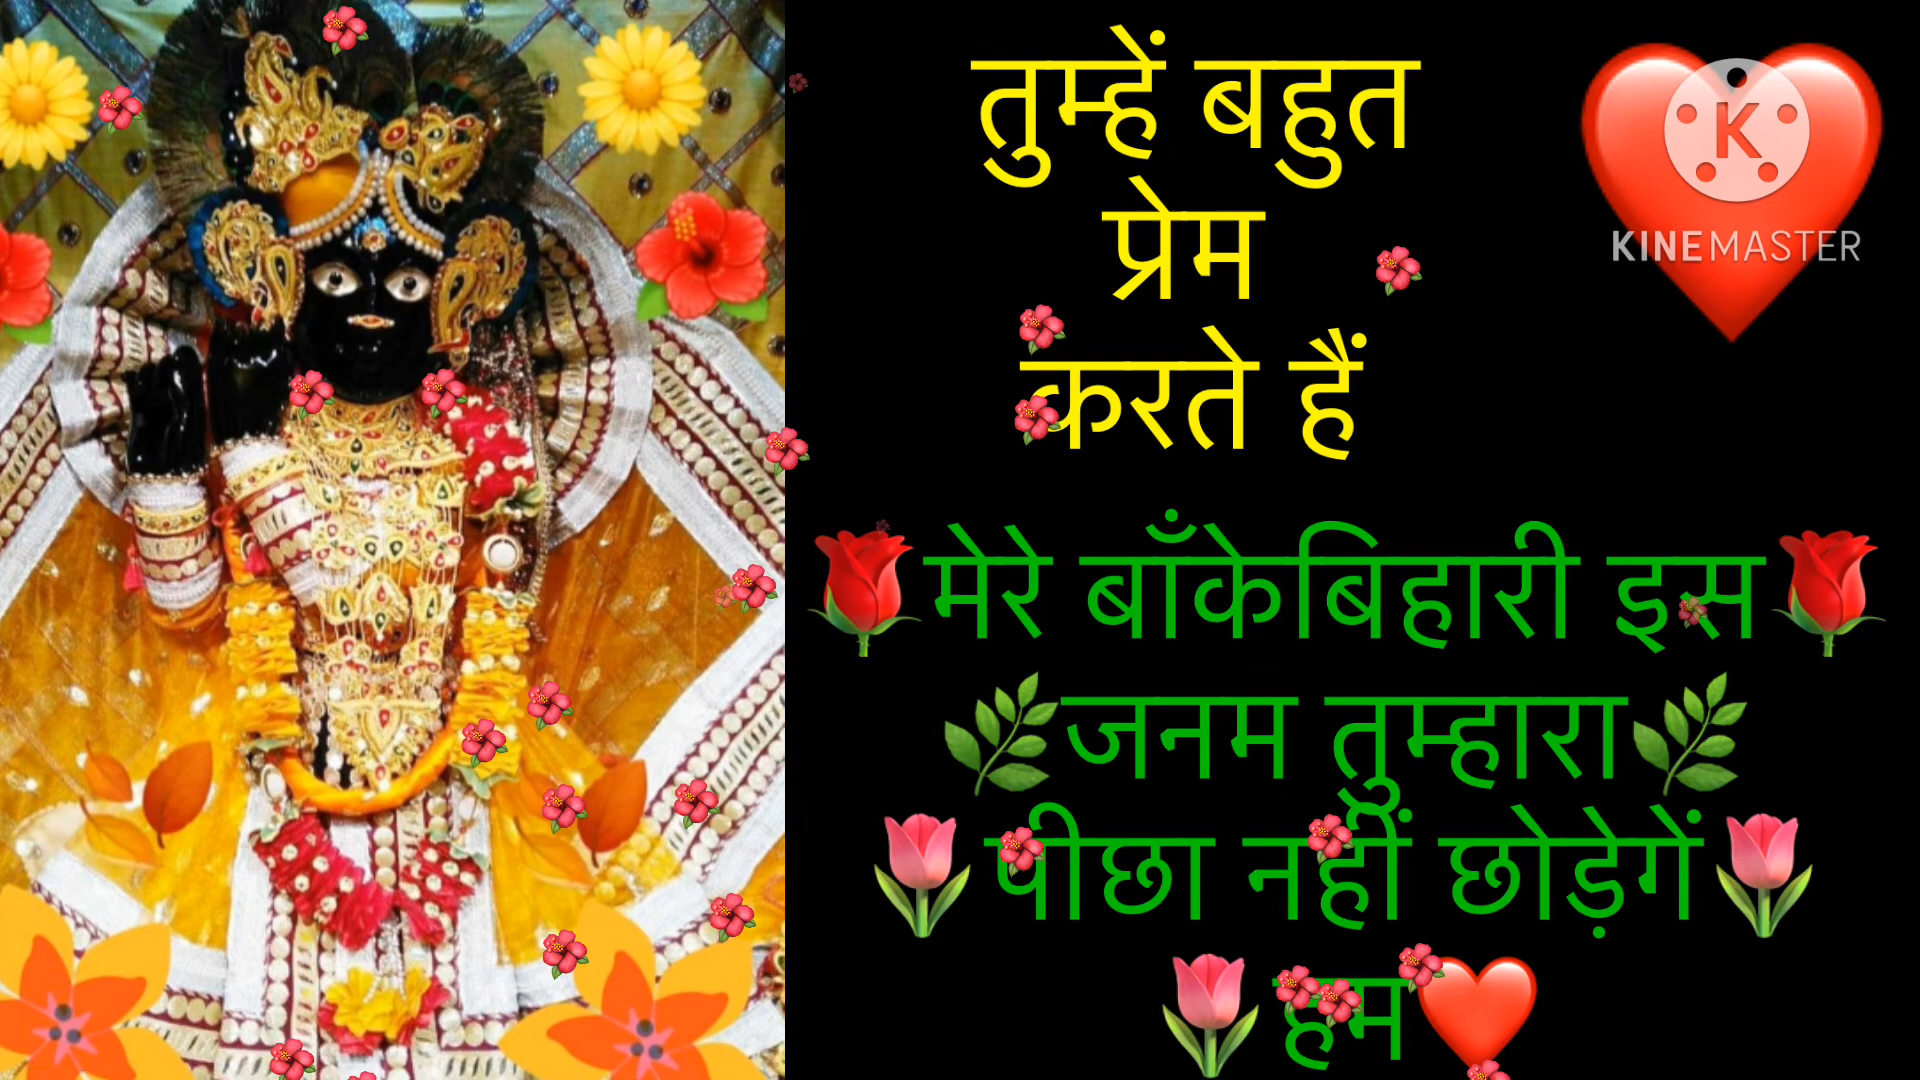 तुम्हें बहुत
प्रेम
करते हैं
KINEMASTER
मेरे बाँकेबिहारी इस
जनम तुम्हारा
पीछा नहीं छोड़ेगें
हम